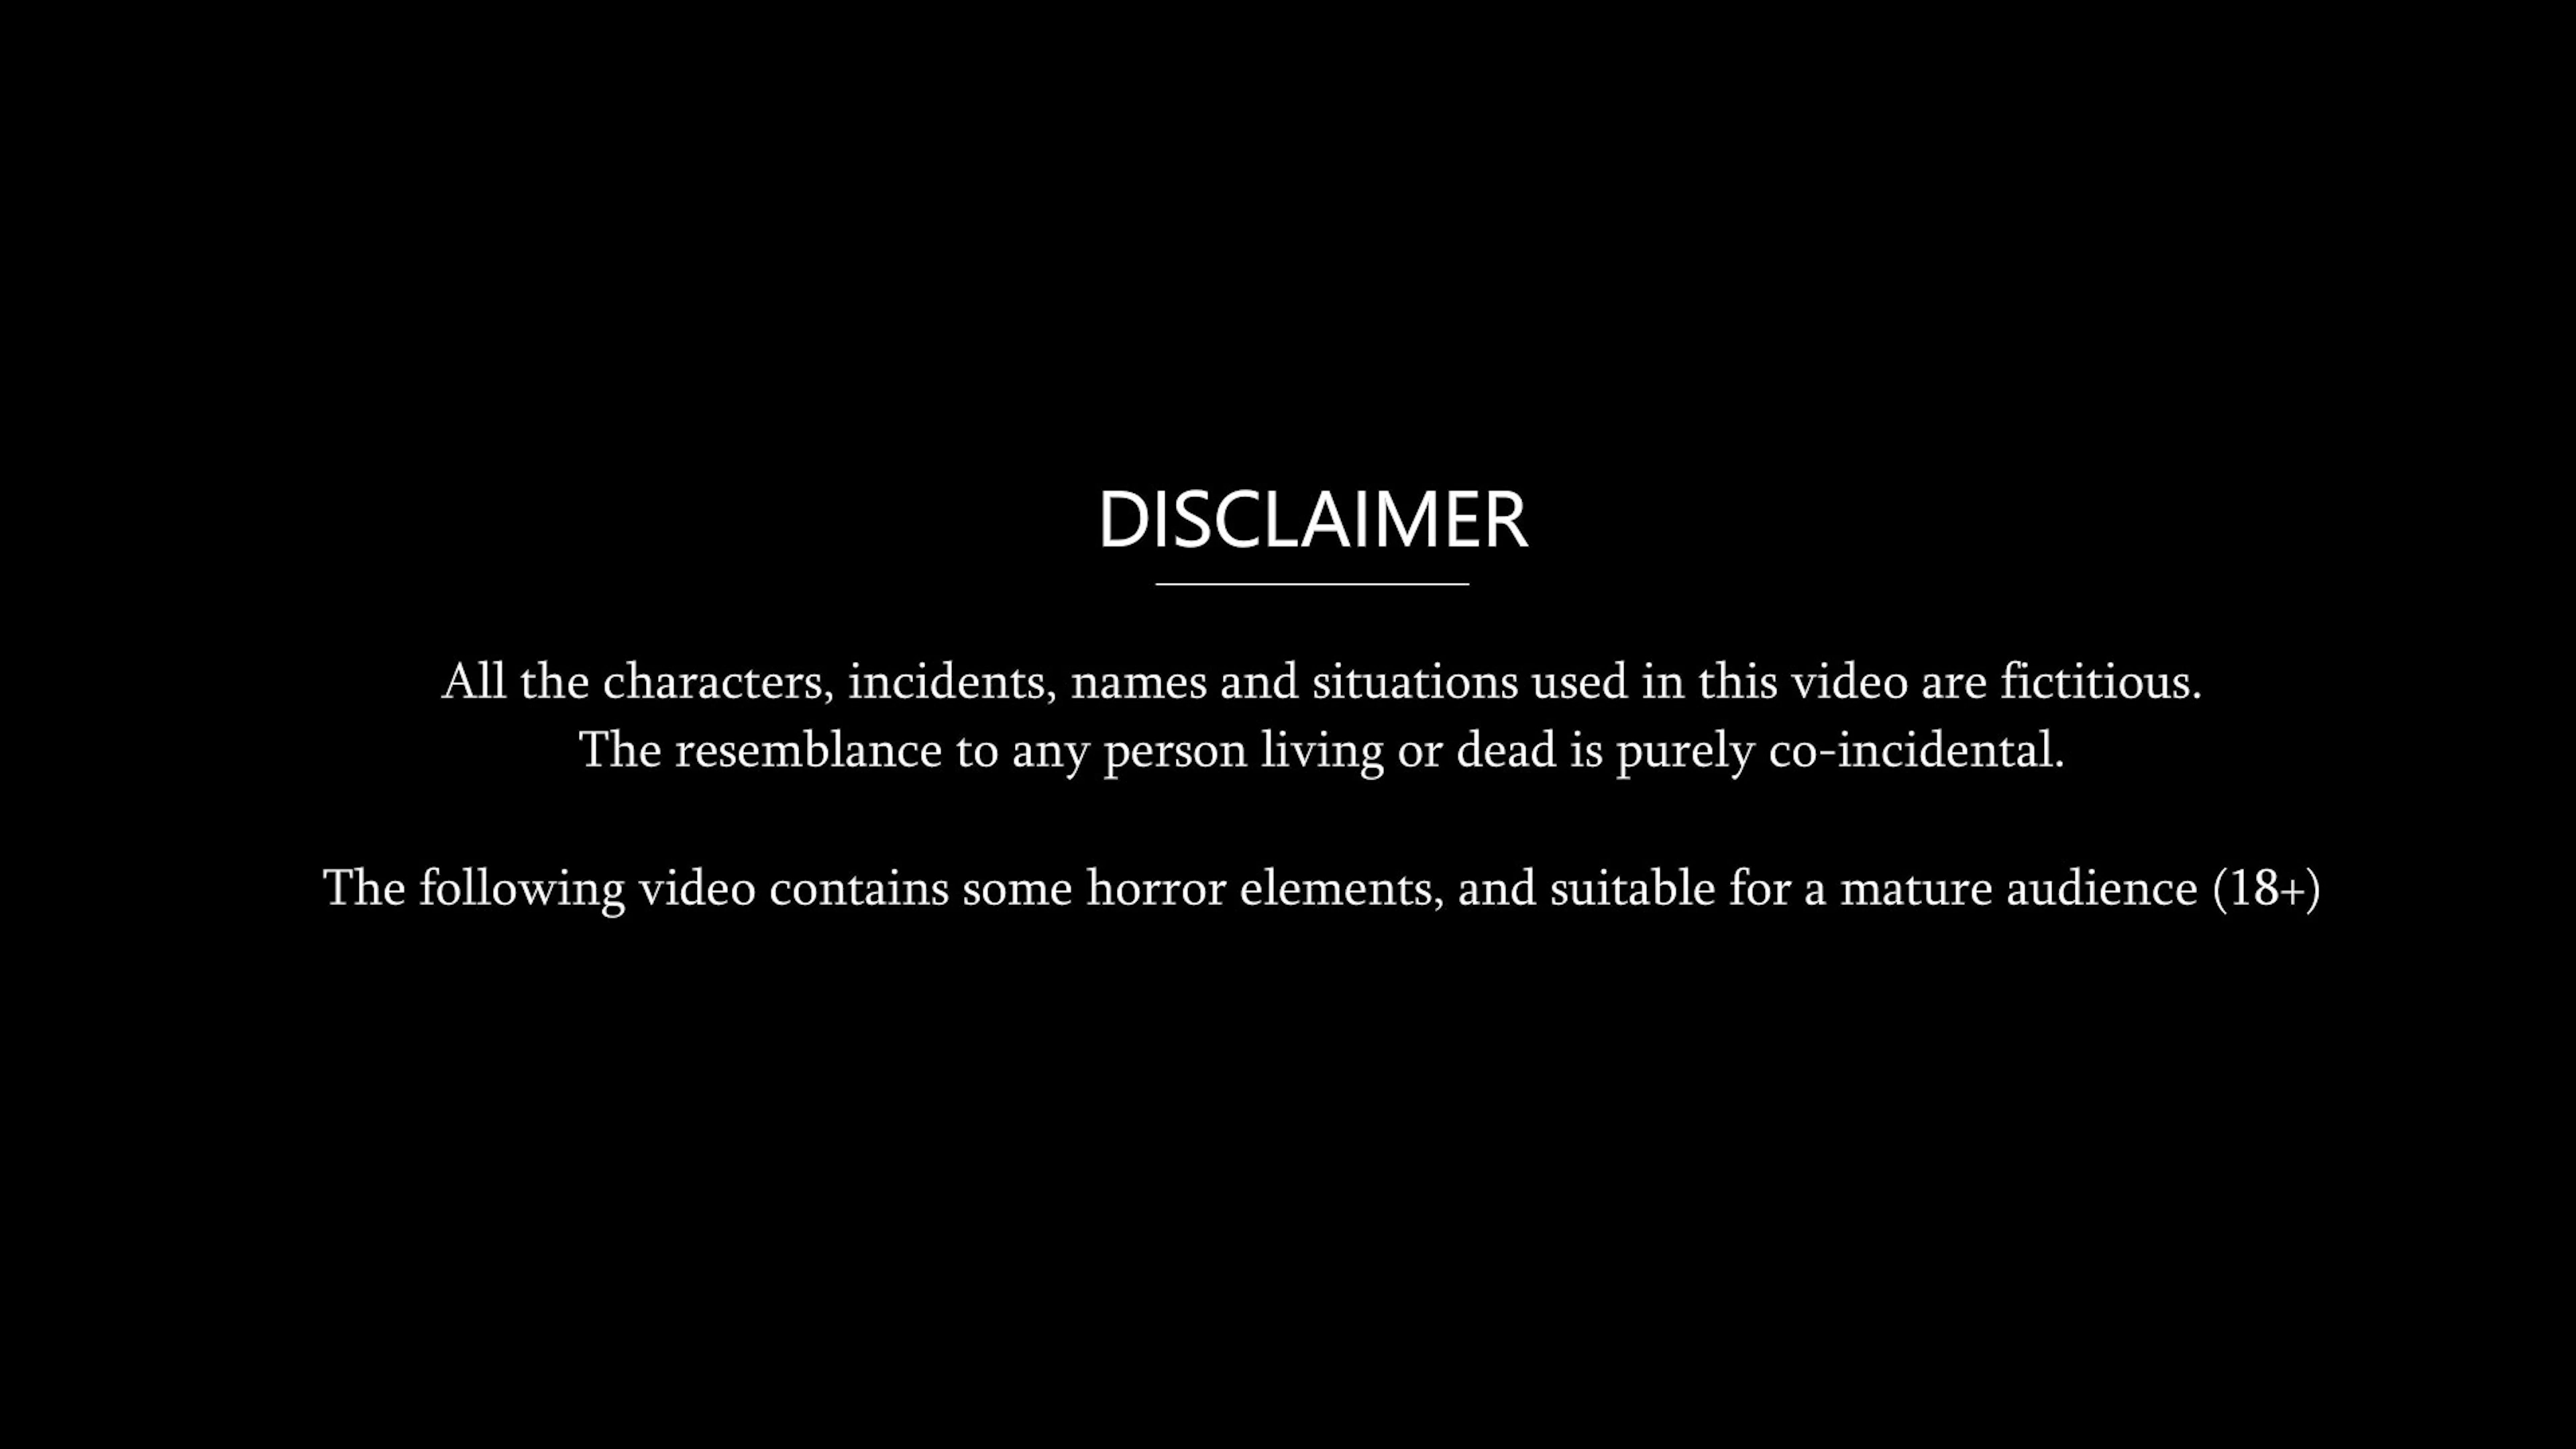 DISCLAIMER
All the characters, incidents, names and situations used in this video are fictitious.
The resemblance to any person living or dead is purely co-incidental.
The following video contains some horror elements, and suitable for a mature audience (18+)